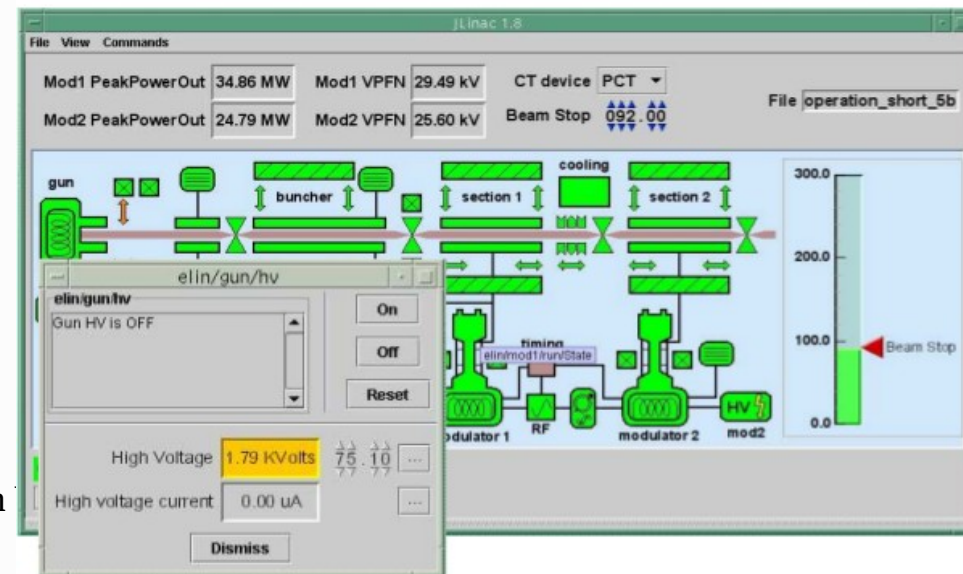 JLinac 1.8
File View Commands
Mod1 PeakPowerOut 34.86 MW Mod1 VPFN 29.49 kV CT device PCT
Mod2 PeakPowerOut 24.79 MW Mod2 VPFN 25.60 kV Beam Stop 092.00
File operation_short_5b
gun
buncher
section 1
cooling
section 2
300.0
200.0
100.0
0.0
Beam Stop
timing
elin/mod1/run/State
odulator 1
RF
modulator 2
HV
mod2
elin/gun/hv
elin/gun/hv
Gun HV is OFF
On
Off
Reset
High Voltage 1.79 KVolts 75.10 ...
High voltage current 0.00 uA ...
Dismiss